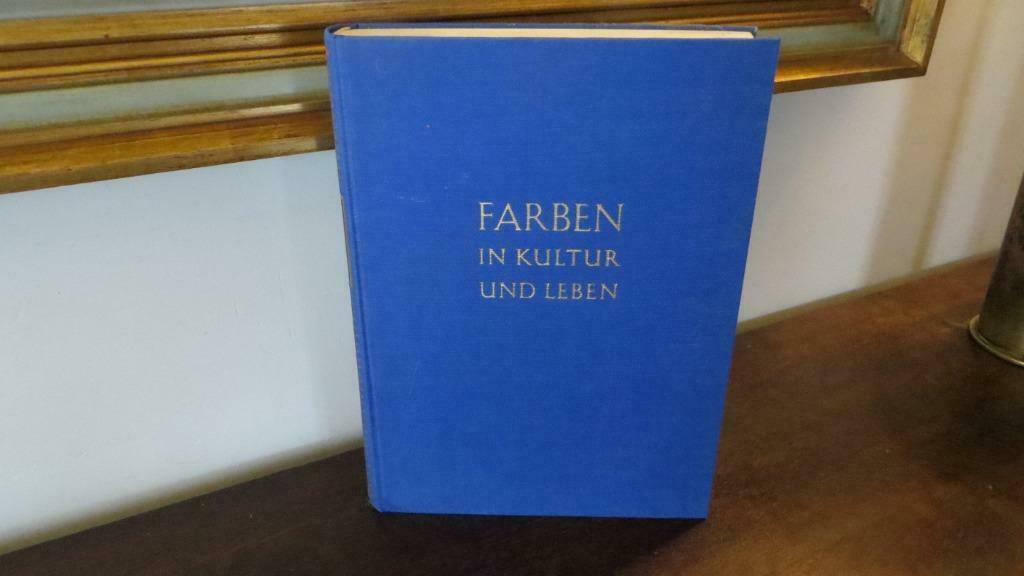 FARBEN
IN KULTUR
UND LEBEN